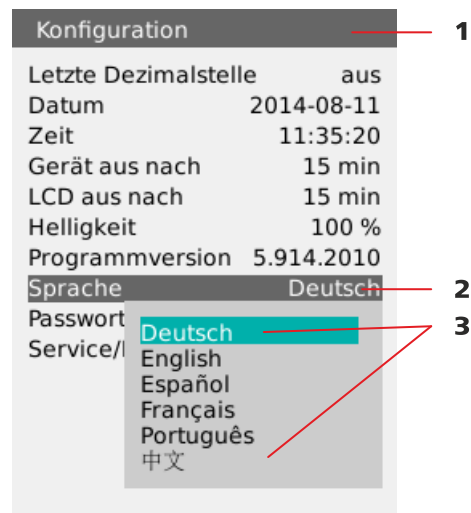 Konfiguration 1
Letzte Dezimalstelle aus
Datum 2014-08-11
Zeit 11:35:20
Gerät aus nach 15 min
LCD aus nach 15 min
Helligkeit 100 %
Programmversion 5.914.2010
Sprache Deutsch 2
Passwort
Service/
3
Deutsch
English
Español
Français
Português
中文